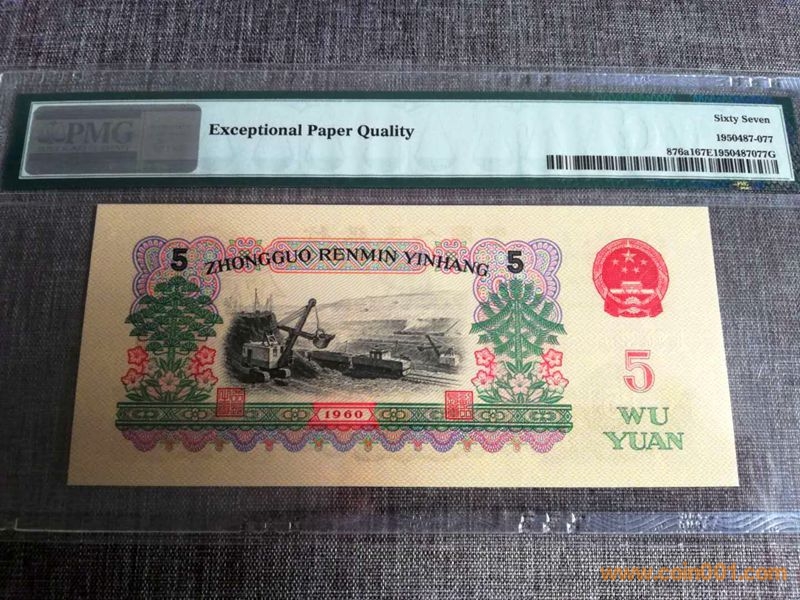 PMG
Exceptional Paper Quality
Sixty Seven
1950487-077
876a167E1950487077G
5 ZHONGGUO RENMIN YINHANG 5
1960
5
WU
YUAN
www.coin001.com